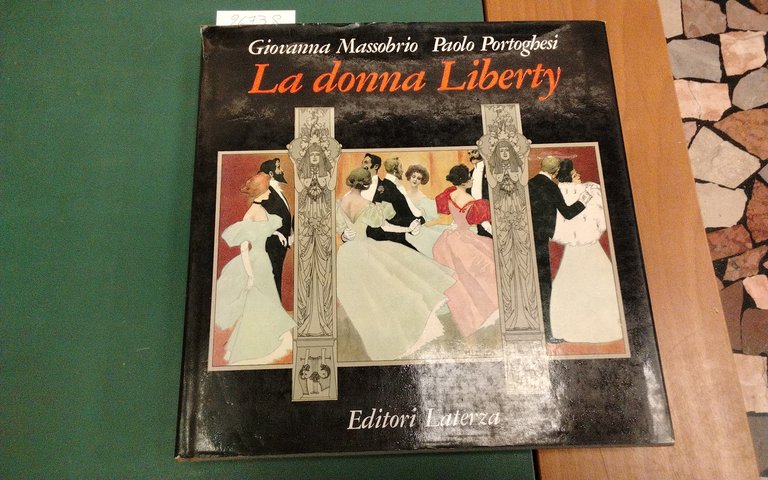 Giovanna Massobrio Paolo Portoghesi
La donna Liberty
Editori Laterza